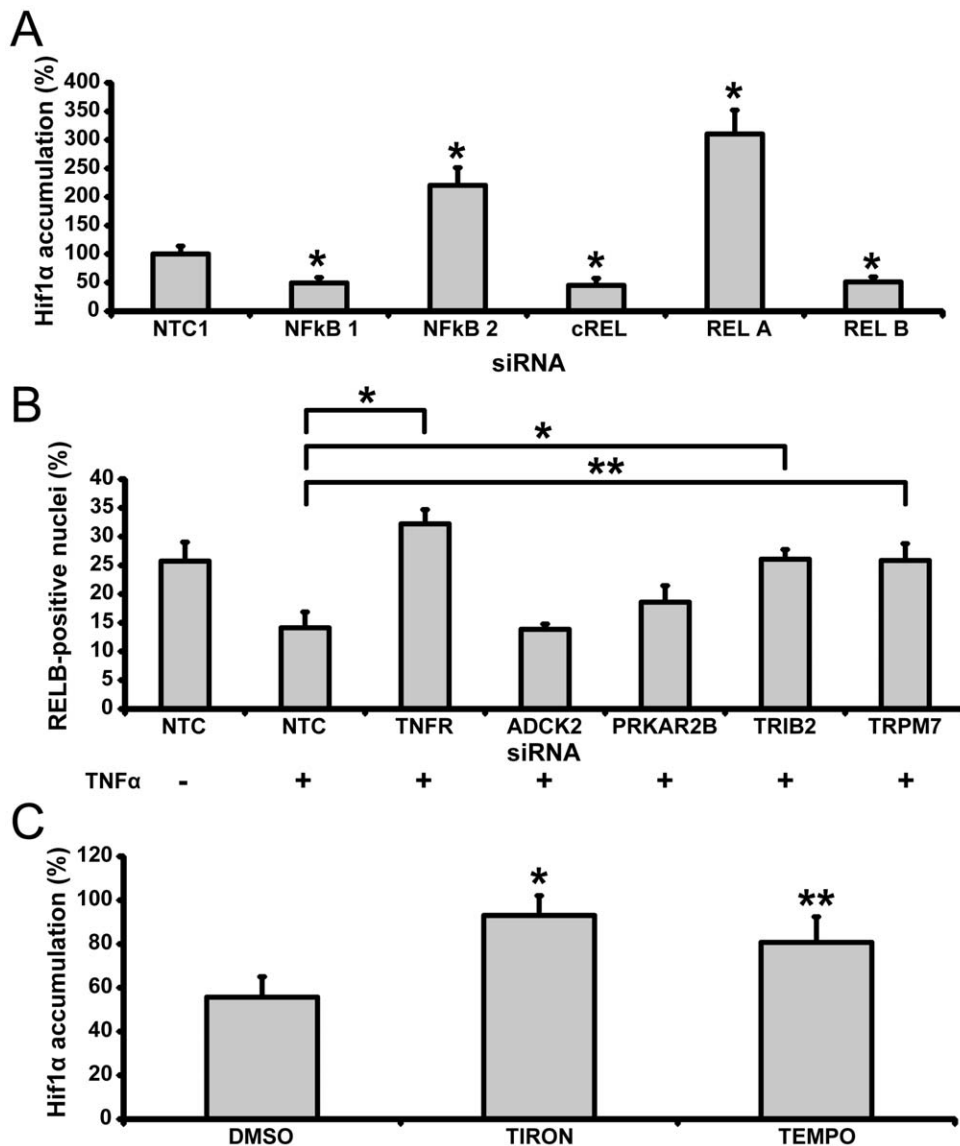 A
Hif1α accumulation (%)
400
350
300
250
200
150
100
50
0
* * * * *
NTC1 NFkB 1 NFkB 2 cREL REL A REL B
siRNA
B
RELB-positive nuclei (%)
*
*
**
40
35
30
25
20
15
10
5
0
NTC NTC TNFR ADCK2 PRKAR2B TRIB2 TRPM7
siRNA
TNFα - + + + + + +
C
Hif1α accumulation (%)
120
100
80
60
40
20
0
* **
DMSO TIRON TEMPO